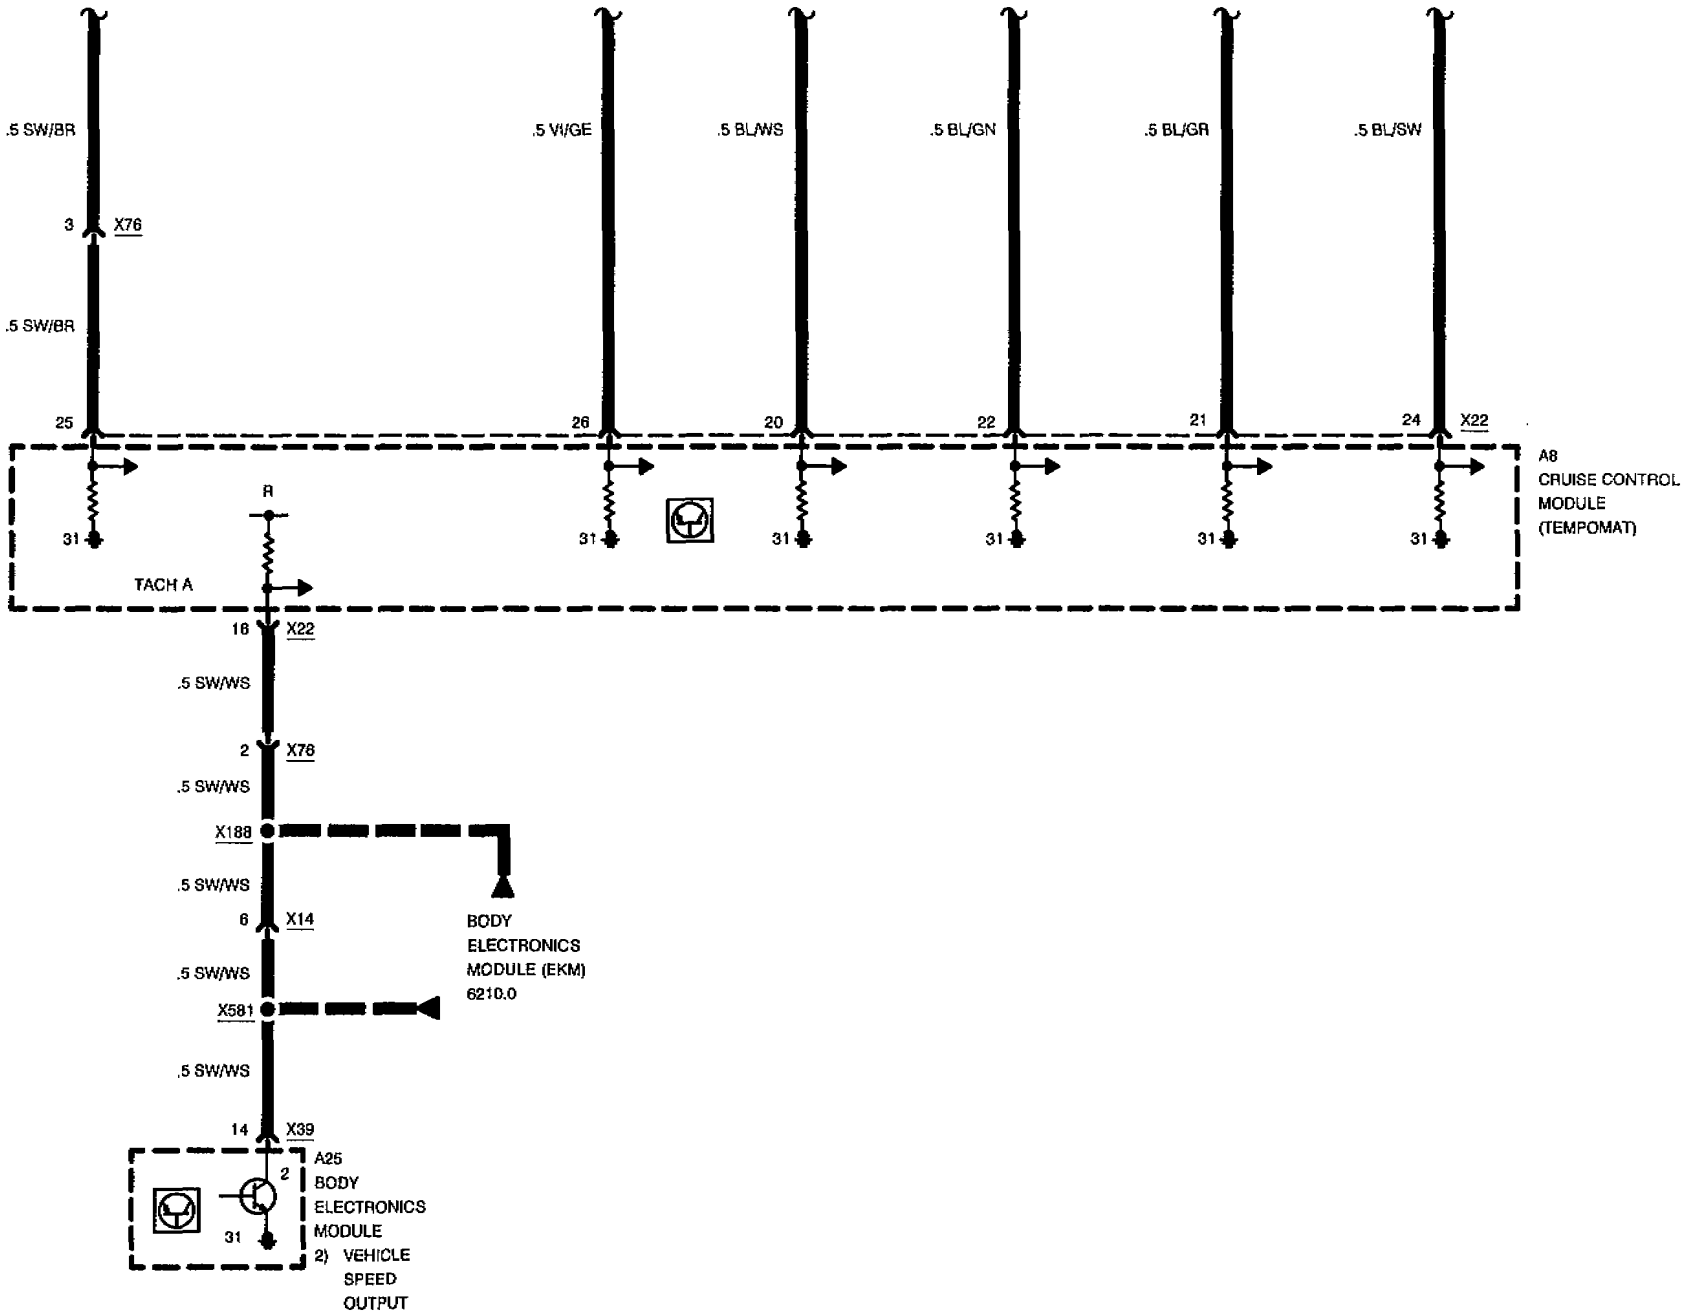 .5 SW/BR
.5 VI/GE
.5 BL/WS
.5 BL/GN
.5 BL/GR
.5 BL/SW
3 X76
.5 SW/BR
25
26
20
22
21
24 X22
A8
CRUISE CONTROL
MODULE
(TEMPOMAT)
R
31
31
31
31
31
31
TACH A
16 X22
.5 SW/WS
2 X76
.5 SW/WS
X188
.5 SW/WS
6 X14
BODY
ELECTRONICS
MODULE (EKM)
6210.0
.5 SW/WS
X581
.5 SW/WS
14 X39
A25
BODY
ELECTRONICS
MODULE
2) VEHICLE
SPEED
OUTPUT
2
31